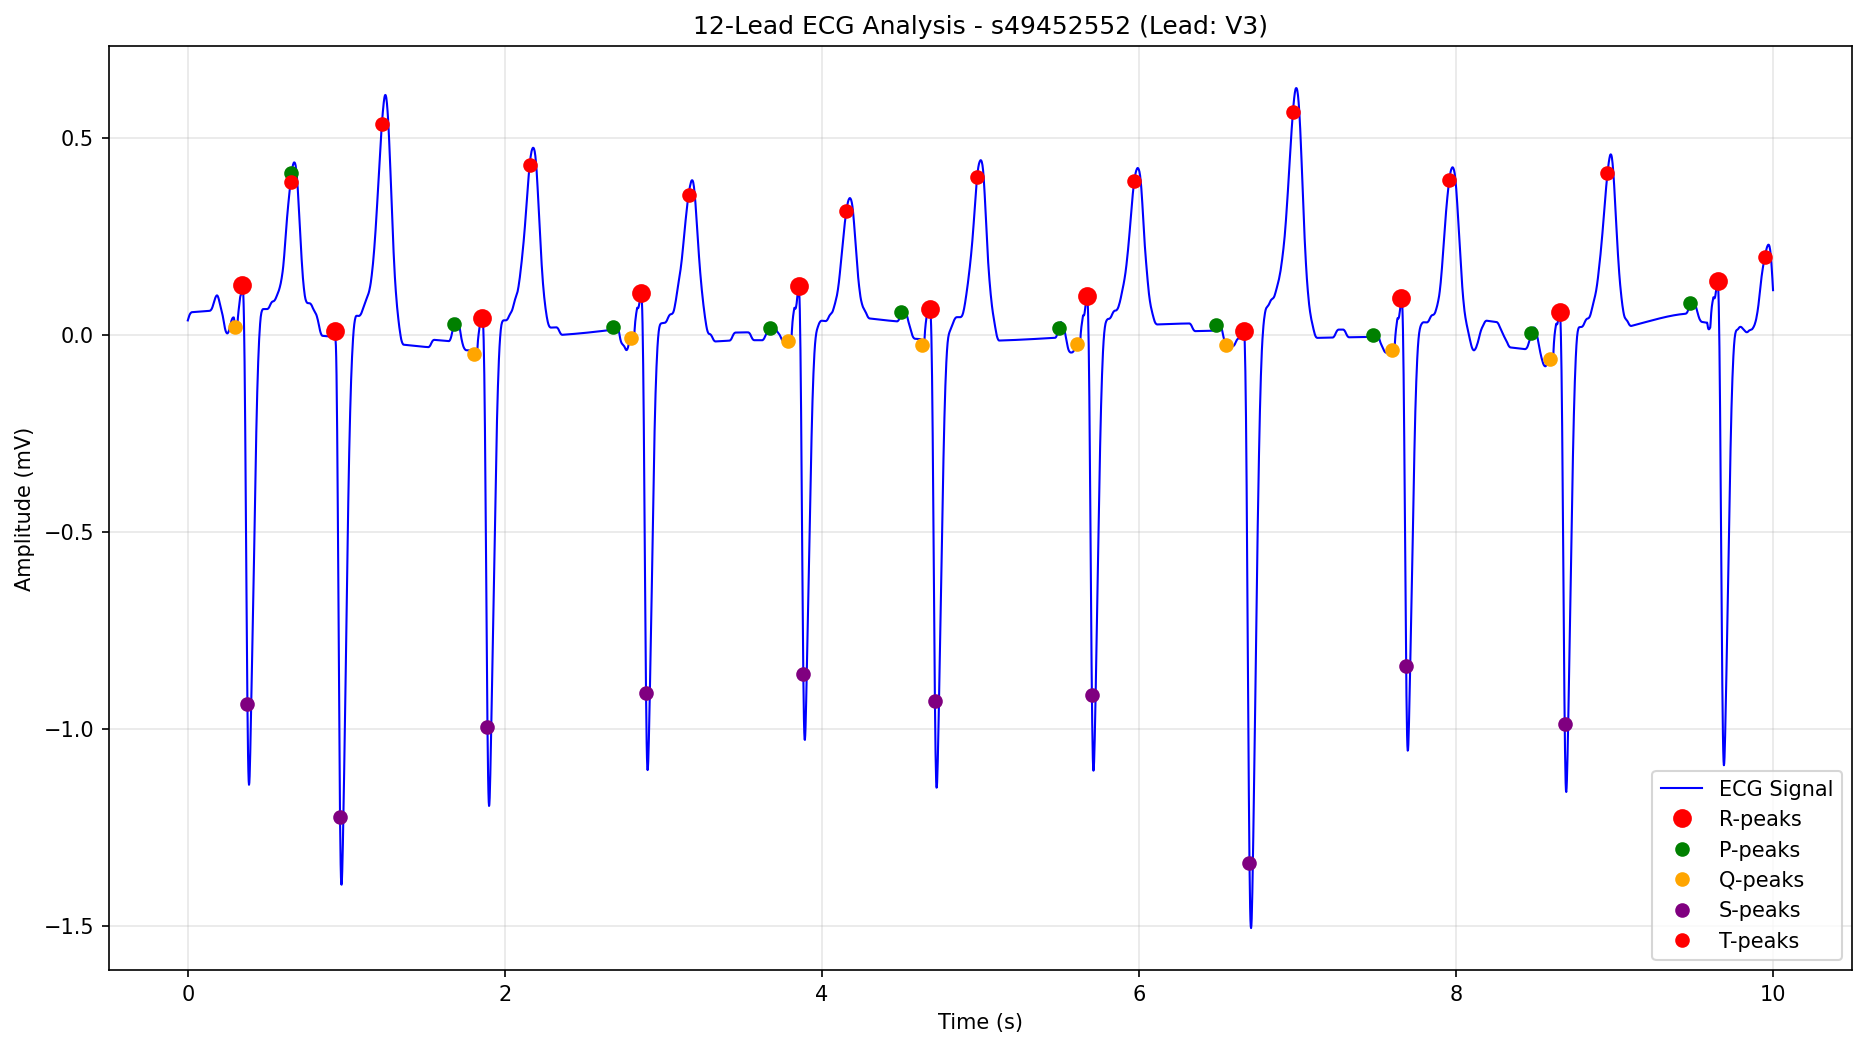 12-Lead ECG Analysis - s49452552 (Lead: V3)
Amplitude (mV)
0.5
0.0
−0.5
−1.0
−1.5
0
2
4
6
8
10
Time (s)
ECG Signal
R-peaks
P-peaks
Q-peaks
S-peaks
T-peaks